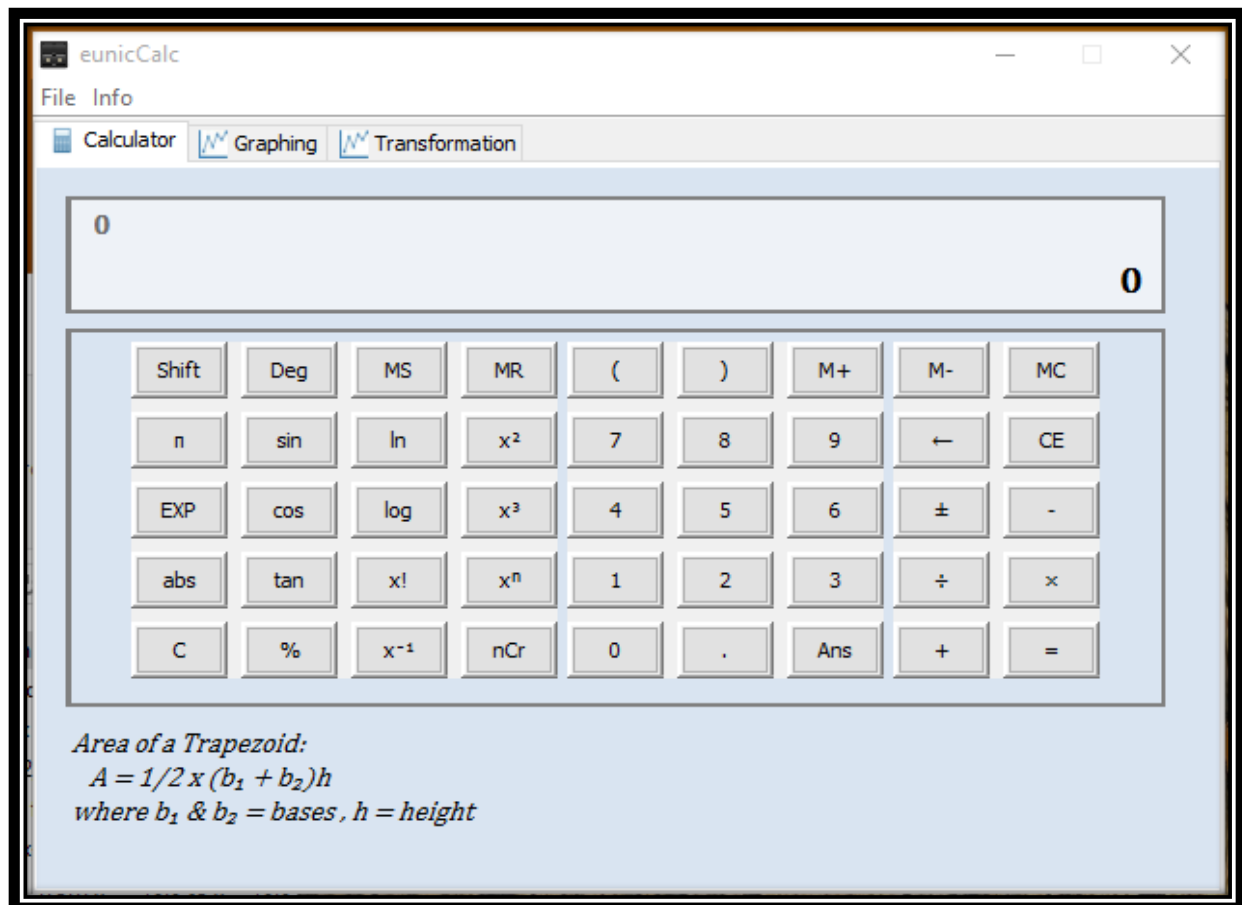 eunicCalc
File Info
Calculator Graphing Transformation
0
0
Shift Deg MS MR ( ) M+ M- MC
п sin ln x² 7 8 9 ← CE
EXP cos log x³ 4 5 6 ± -
abs tan x! xⁿ 1 2 3 ÷ ×
C % x⁻¹ nCr 0 . Ans + =
Area of a Trapezoid:
A = 1/2 x (b₁ + b₂)h
where b₁ & b₂ = bases , h = height